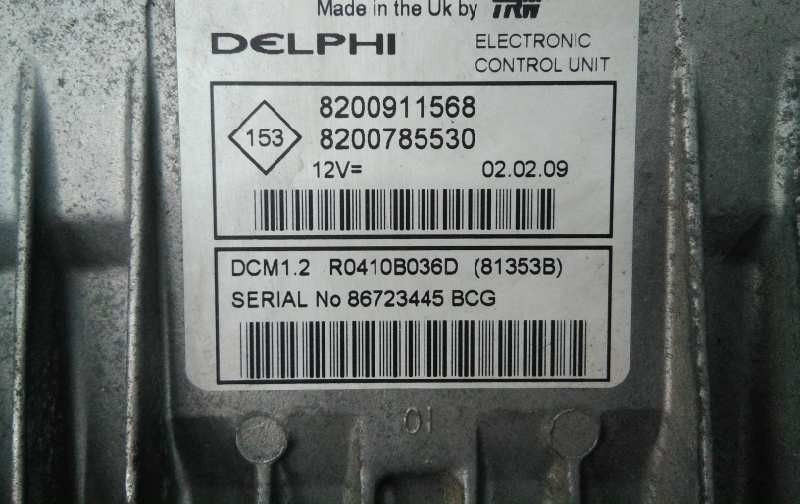 Made in the Uk by TRW
DELPHI
ELECTRONIC
CONTROL UNIT
153
8200911568
8200785530
12V=
02.02.09
DCM1.2 R0410B036D (81353B)
SERIAL No 86723445 BCG
01